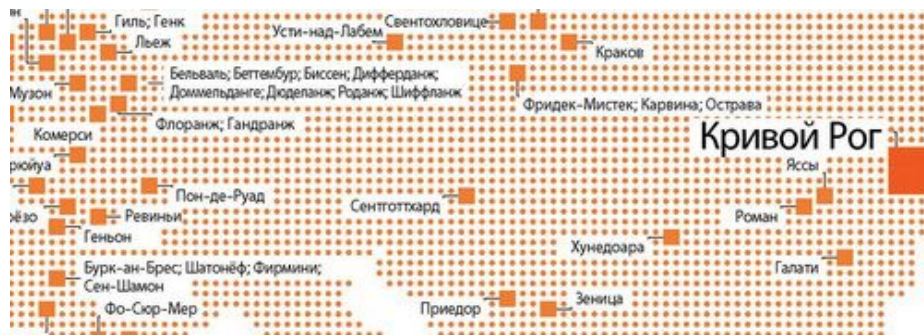 Гиль; Генк
Свентохловице
Усти-над-Лабем
Льеж
Краков
Бельваль; Беттембур; Биссен; Дифферданж;
Доммельданге; Дюделанж; Роданж; Шиффланж
Музон
Фридек-Мистек; Карвина; Острава
Флоранж; Гандранж
Комерси
Кривой Рог
Яссы
Пон-де-Руад
Сентготтхард
Роман
Ревиньи
Геньон
Хунедоара
Галати
Бурк-ан-Брес; Шатонёф; Фирмини;
Сен-Шамон
Фо-Сюр-Мер
Приедор
Зеница